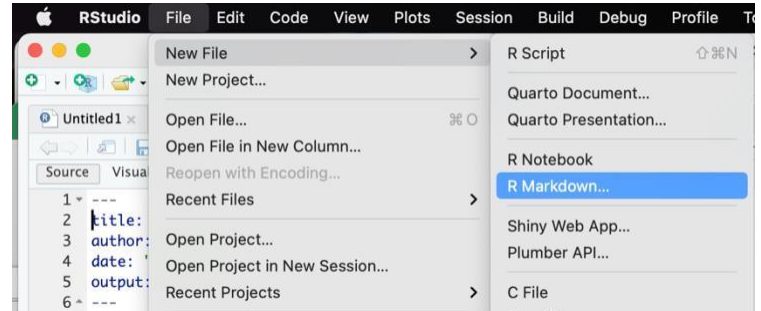 RStudio File Edit Code View Plots Session Build Debug Profile
New File
New Project...
Open File... ⌘O
Open File in New Column...
Reopen with Encoding...
Recent Files
Open Project...
Open Project in New Session...
Recent Projects
R Script ⇧⌘N
Quarto Document...
Quarto Presentation...
R Notebook
R Markdown...
Shiny Web App...
Plumber API...
C File
Untitled1
Source Visua
1 ---
2 title:
3 author:
4 date: '
5 output:
6 ---